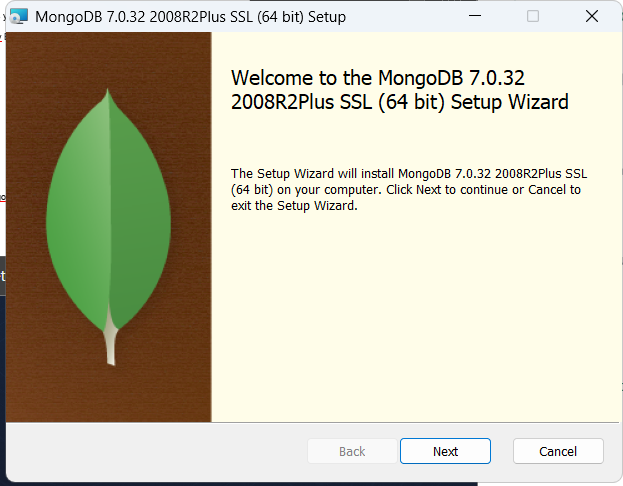 MongoDB 7.0.32 2008R2Plus SSL (64 bit) Setup
Welcome to the MongoDB 7.0.32
2008R2Plus SSL (64 bit) Setup Wizard
The Setup Wizard will install MongoDB 7.0.32 2008R2Plus SSL
(64 bit) on your computer. Click Next to continue or Cancel to
exit the Setup Wizard.
Back
Next
Cancel